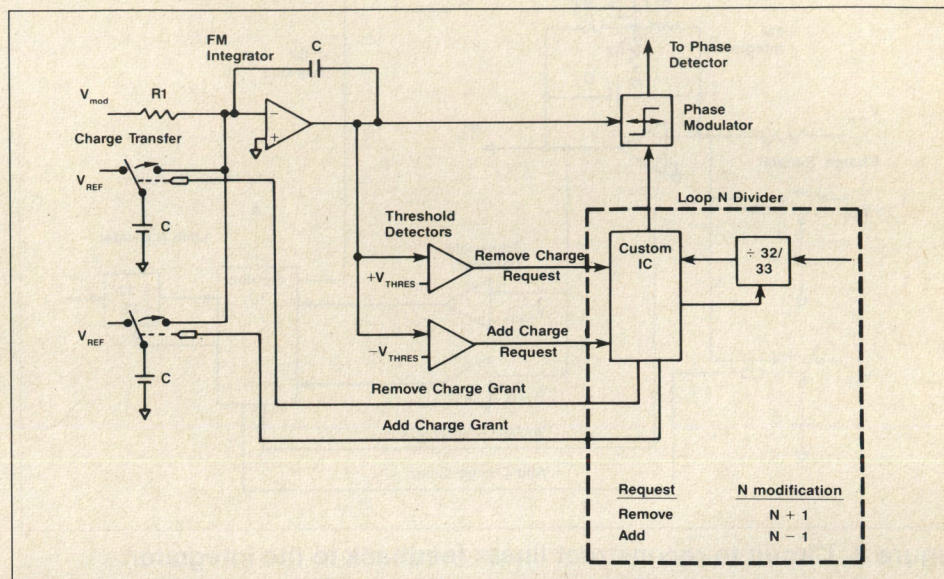 FM
Integrator
C
To Phase
Detector
V mod
R1
Phase
Modulator
Charge Transfer
V REF
C
Loop N Divider
Threshold
Detectors
Remove Charge
Request
Custom
IC
÷ 32/
33
+V THRES
V REF
Add Charge
Request
−V THRES
C
Remove Charge Grant
Add Charge Grant
Request N modification
Remove N + 1
Add N − 1